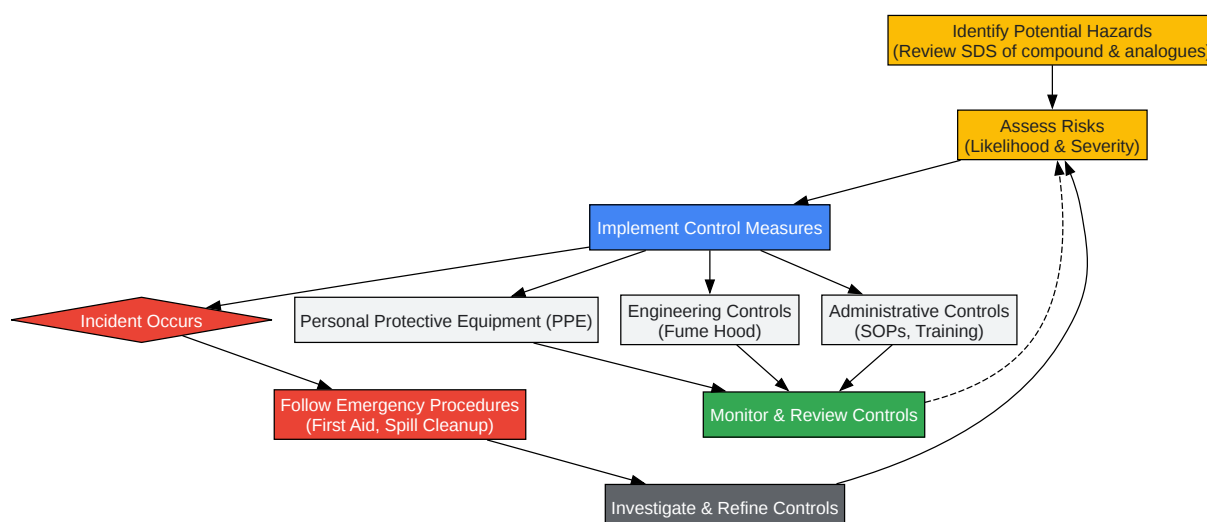 Identify Potential Hazards
(Review SDS of compound & analogues)
Assess Risks
(Likelihood & Severity)
Implement Control Measures
Incident Occurs
Personal Protective Equipment (PPE)
Engineering Controls
(Fume Hood)
Administrative Controls
(SOPs, Training)
Follow Emergency Procedures
(First Aid, Spill Cleanup)
Monitor & Review Controls
Investigate & Refine Controls